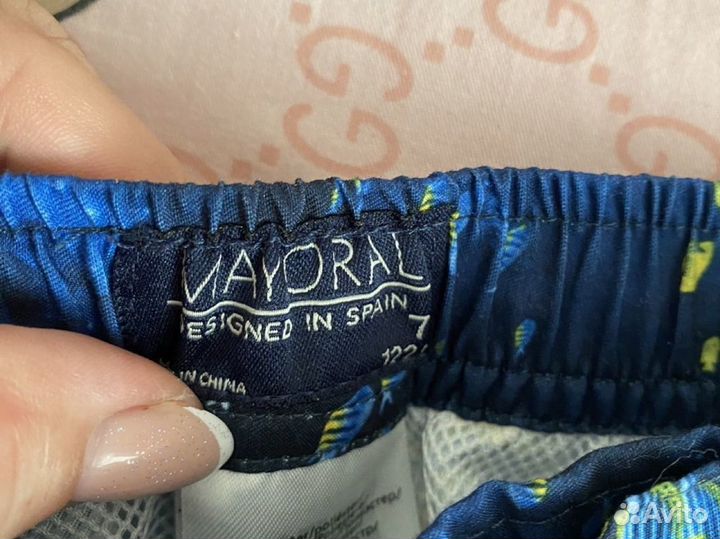 MAYORAL
DESIGNED IN SPAIN
7
122
IN CHINA
Avito